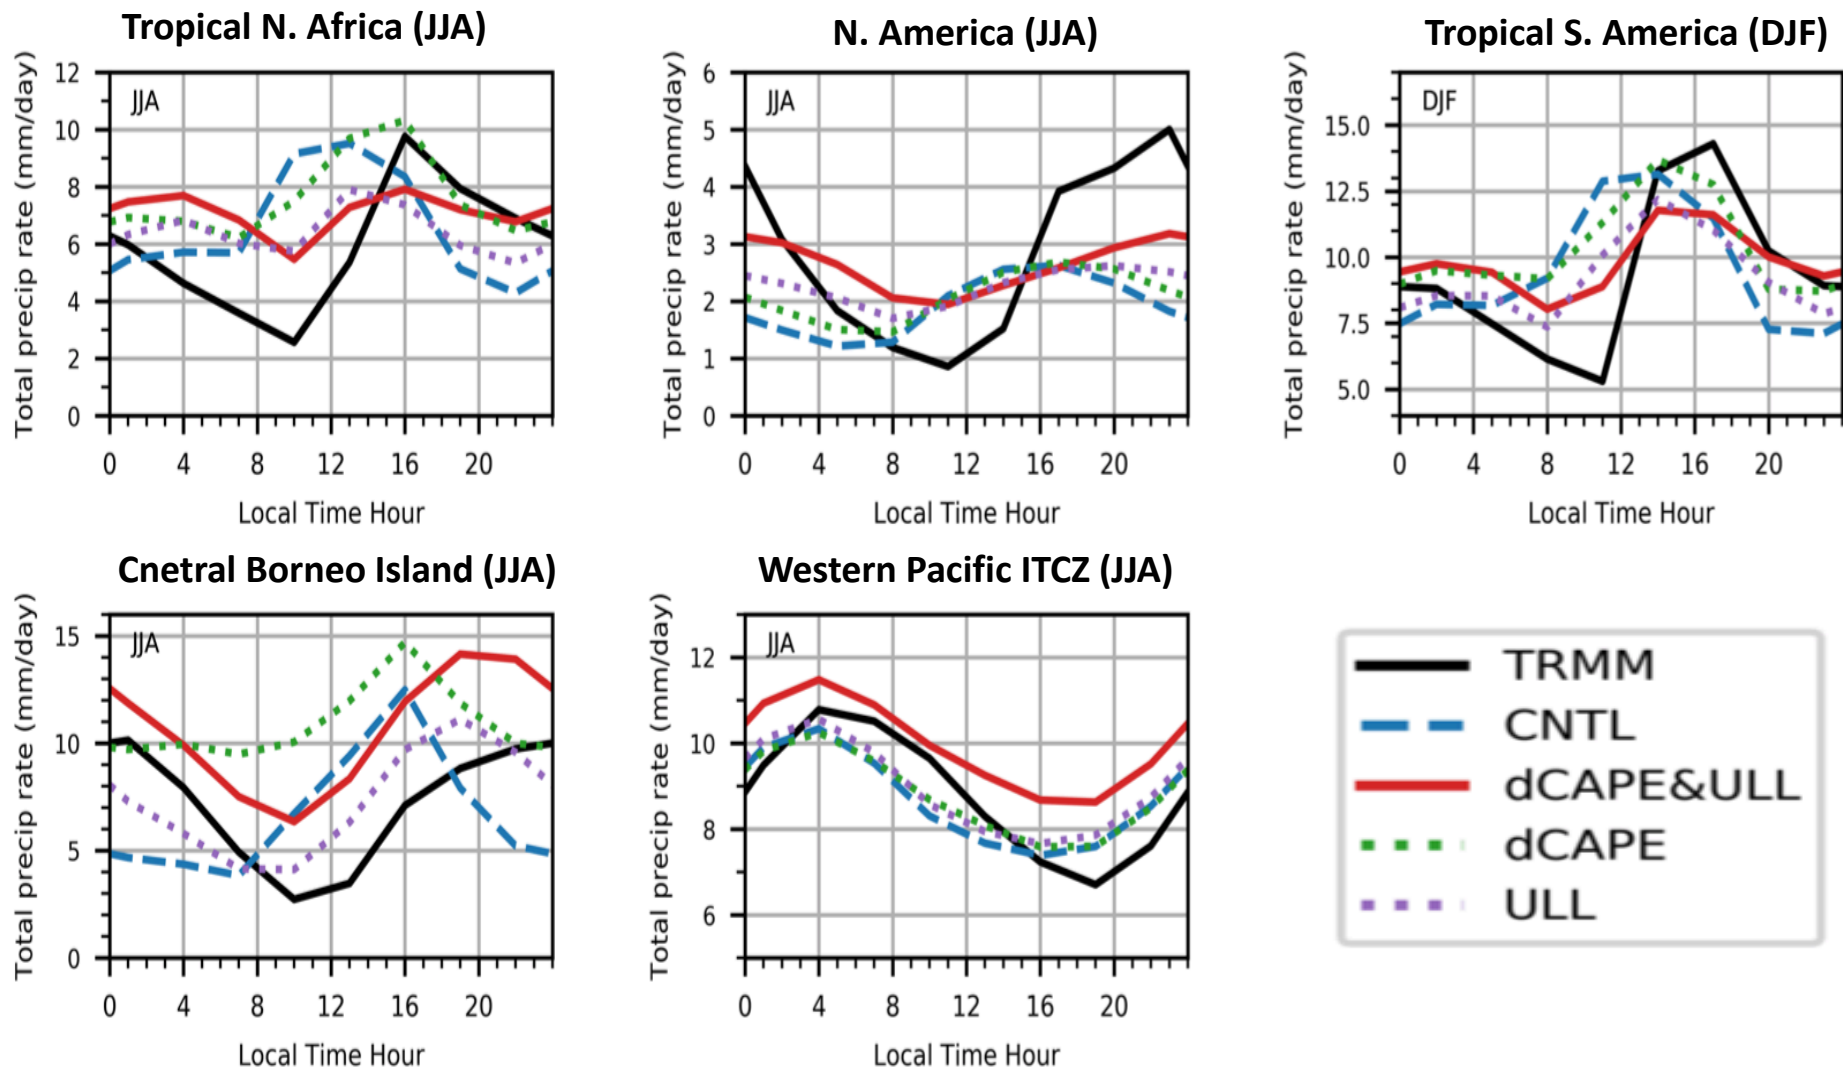 Tropical N. Africa (JJA)
Total precip rate (mm/day)
12
10
8
6
4
2
0
JJA
0 4 8 12 16 20
Local Time Hour
N. America (JJA)
Total precip rate (mm/day)
6
5
4
3
2
1
0
JJA
0 4 8 12 16 20
Local Time Hour
Tropical S. America (DJF)
Total precip rate (mm/day)
15.0
12.5
10.0
7.5
5.0
DJF
0 4 8 12 16 20
Local Time Hour
Cnetral Borneo Island (JJA)
Total precip rate (mm/day)
15
10
5
0
JJA
0 4 8 12 16 20
Local Time Hour
Western Pacific ITCZ (JJA)
Total precip rate (mm/day)
12
10
8
6
JJA
0 4 8 12 16 20
Local Time Hour
TRMM
CNTL
dCAPE&ULL
dCAPE
ULL